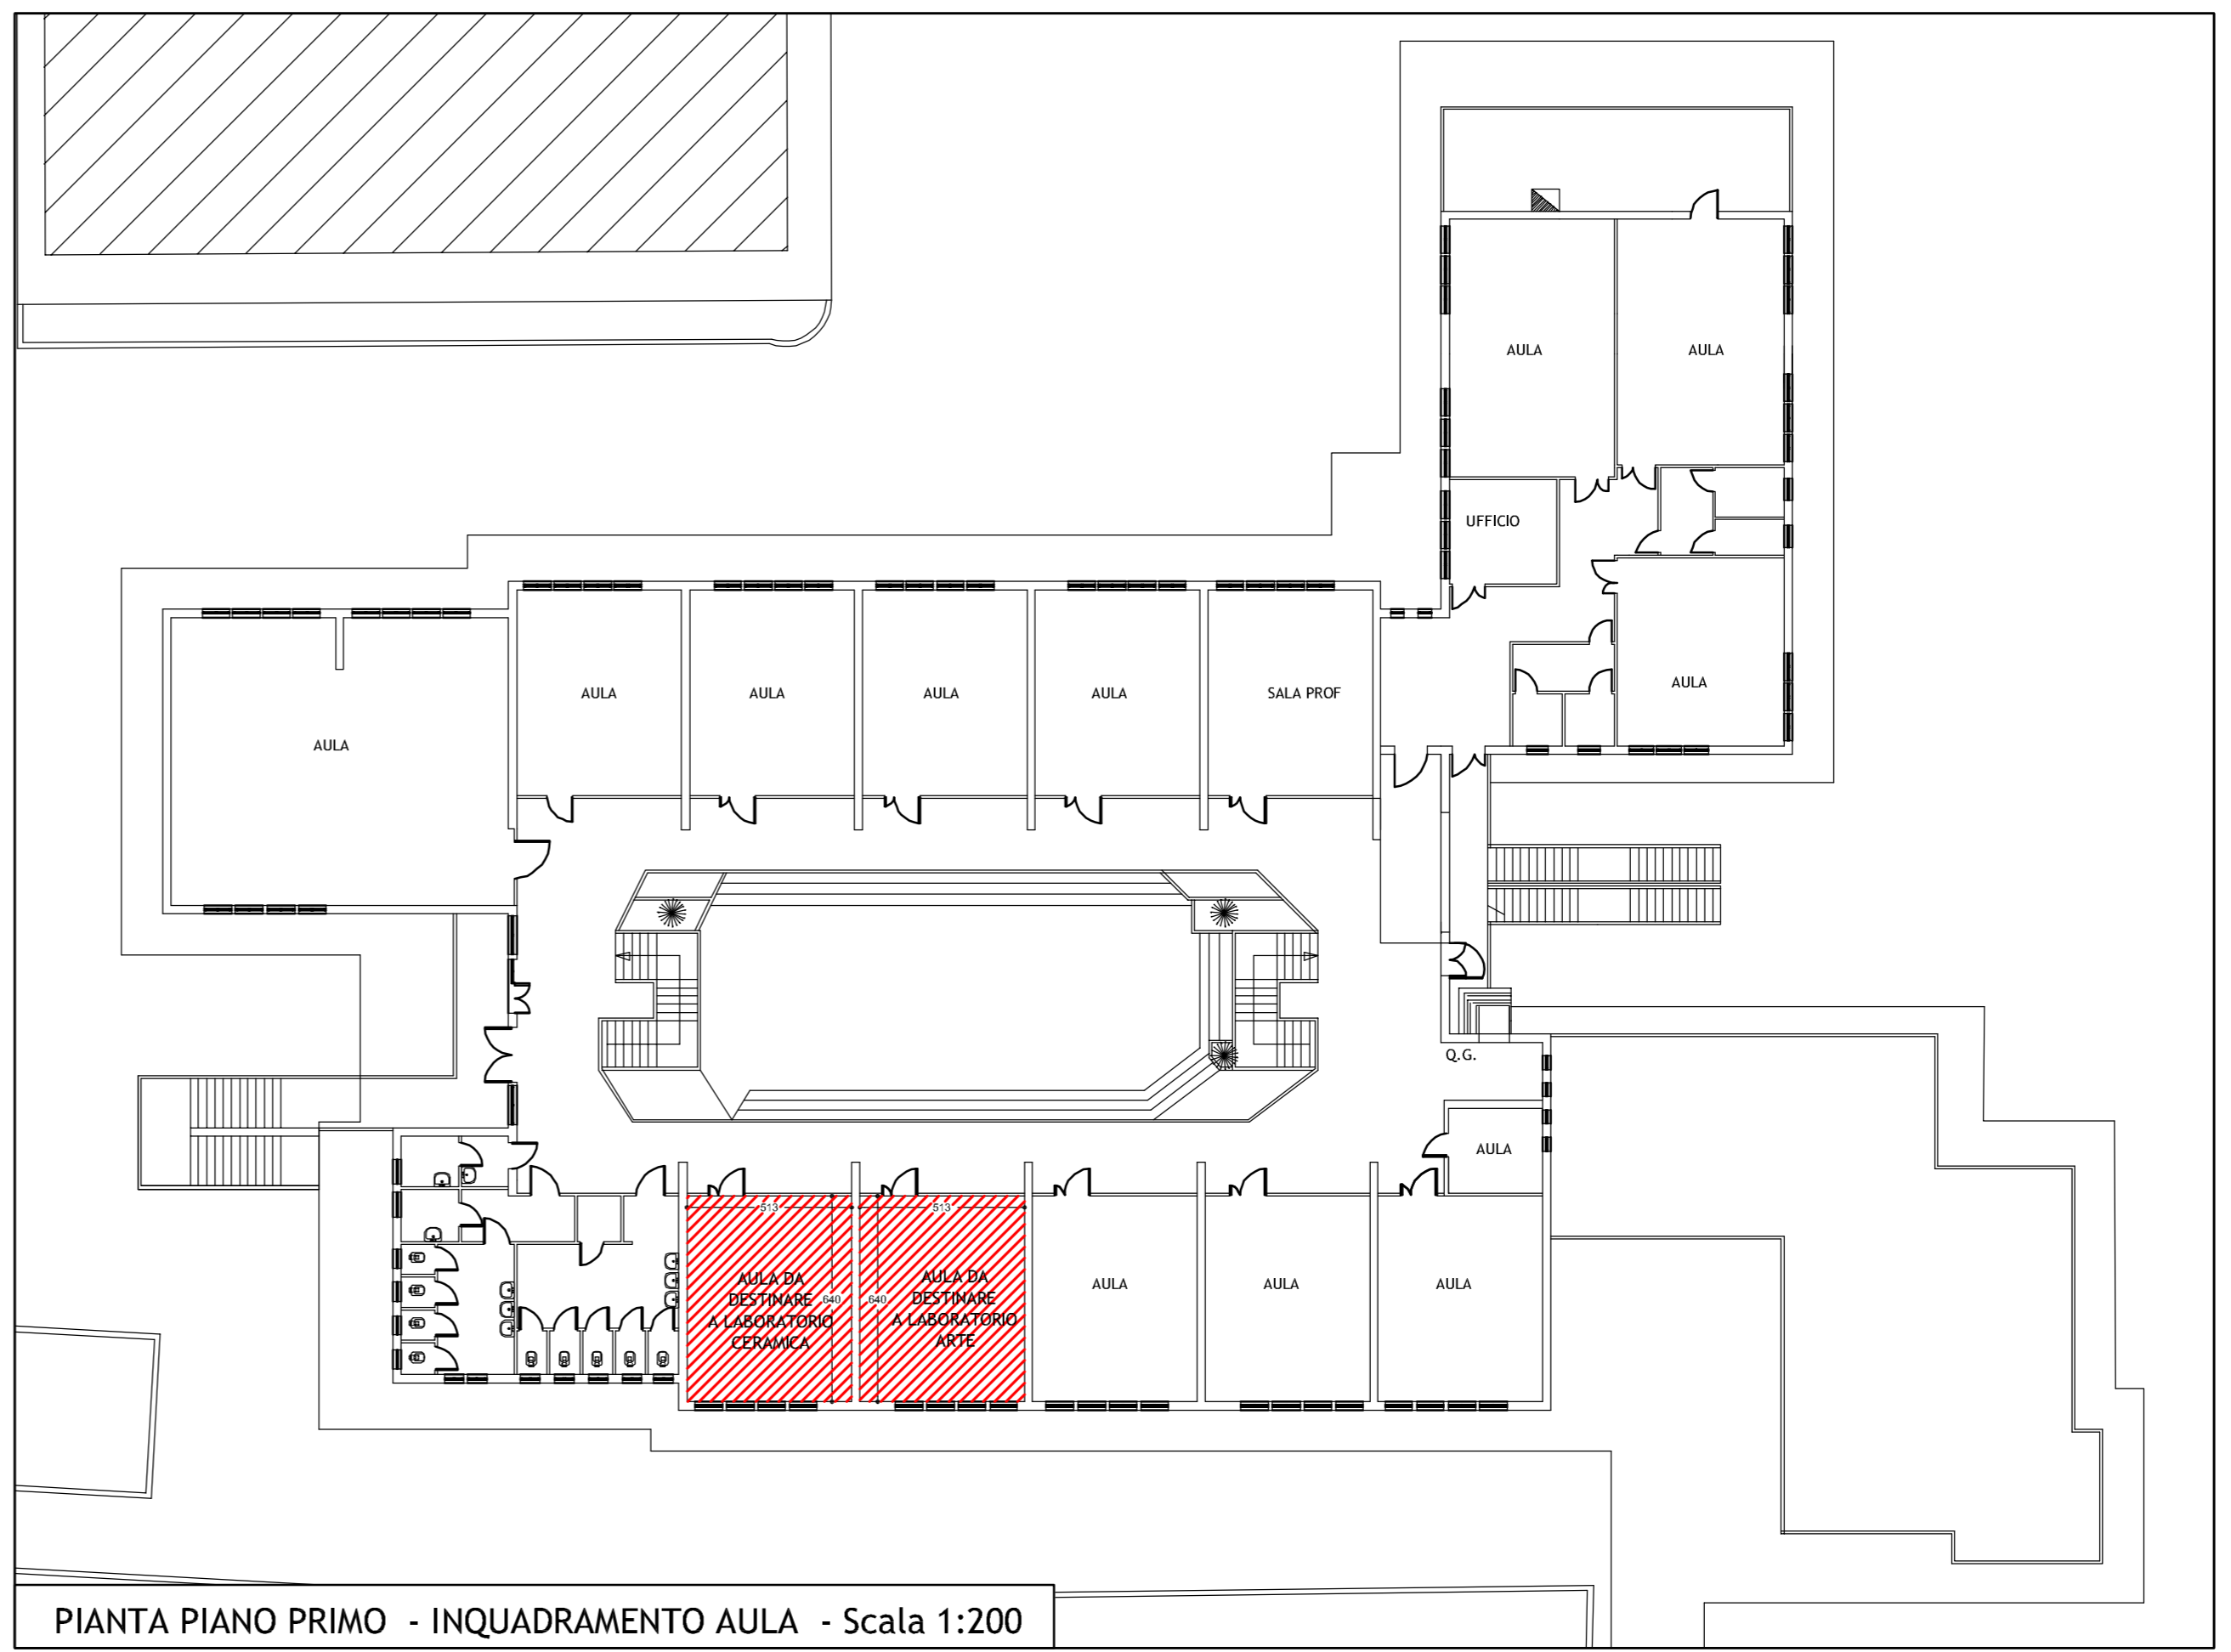 AULA
AULA
UFFICIO
AULA
AULA
AULA
AULA
AULA
SALA PROF
AULA
Q.G.
AULA
513
513
AULA DA
DESTINARE
A LABORATORIO
CERAMICA
640
640
AULA DA
DESTINARE
A LABORATORIO
ARTE
AULA
AULA
AULA
PIANTA PIANO PRIMO - INQUADRAMENTO AULA - Scala 1:200